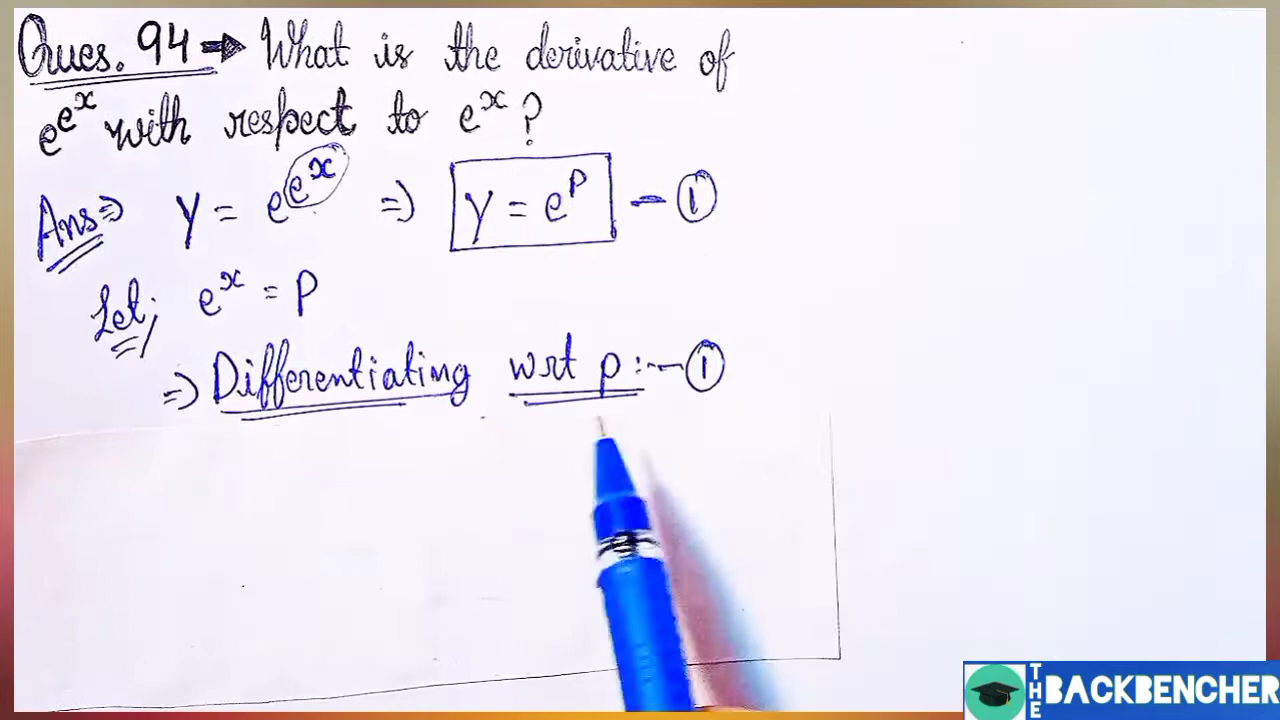 Ques. 94 → What is the derivative of
e^e^x with respect to e^x ?
Ans ⇒ y = e^e^x ⇒ y = e^p - ①
Let, e^x = p
⇒ Differentiating wrt p :- - ①
THE BACKBENCHER